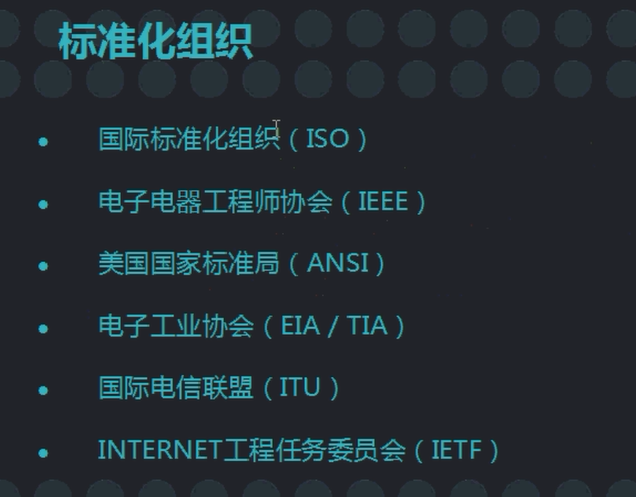 标准化组织
• 国际标准化组织（ISO）
• 电子电器工程师协会（IEEE）
• 美国国家标准局（ANSI）
• 电子工业协会（EIA / TIA）
• 国际电信联盟（ITU）
• INTERNET工程任务委员会（IETF）